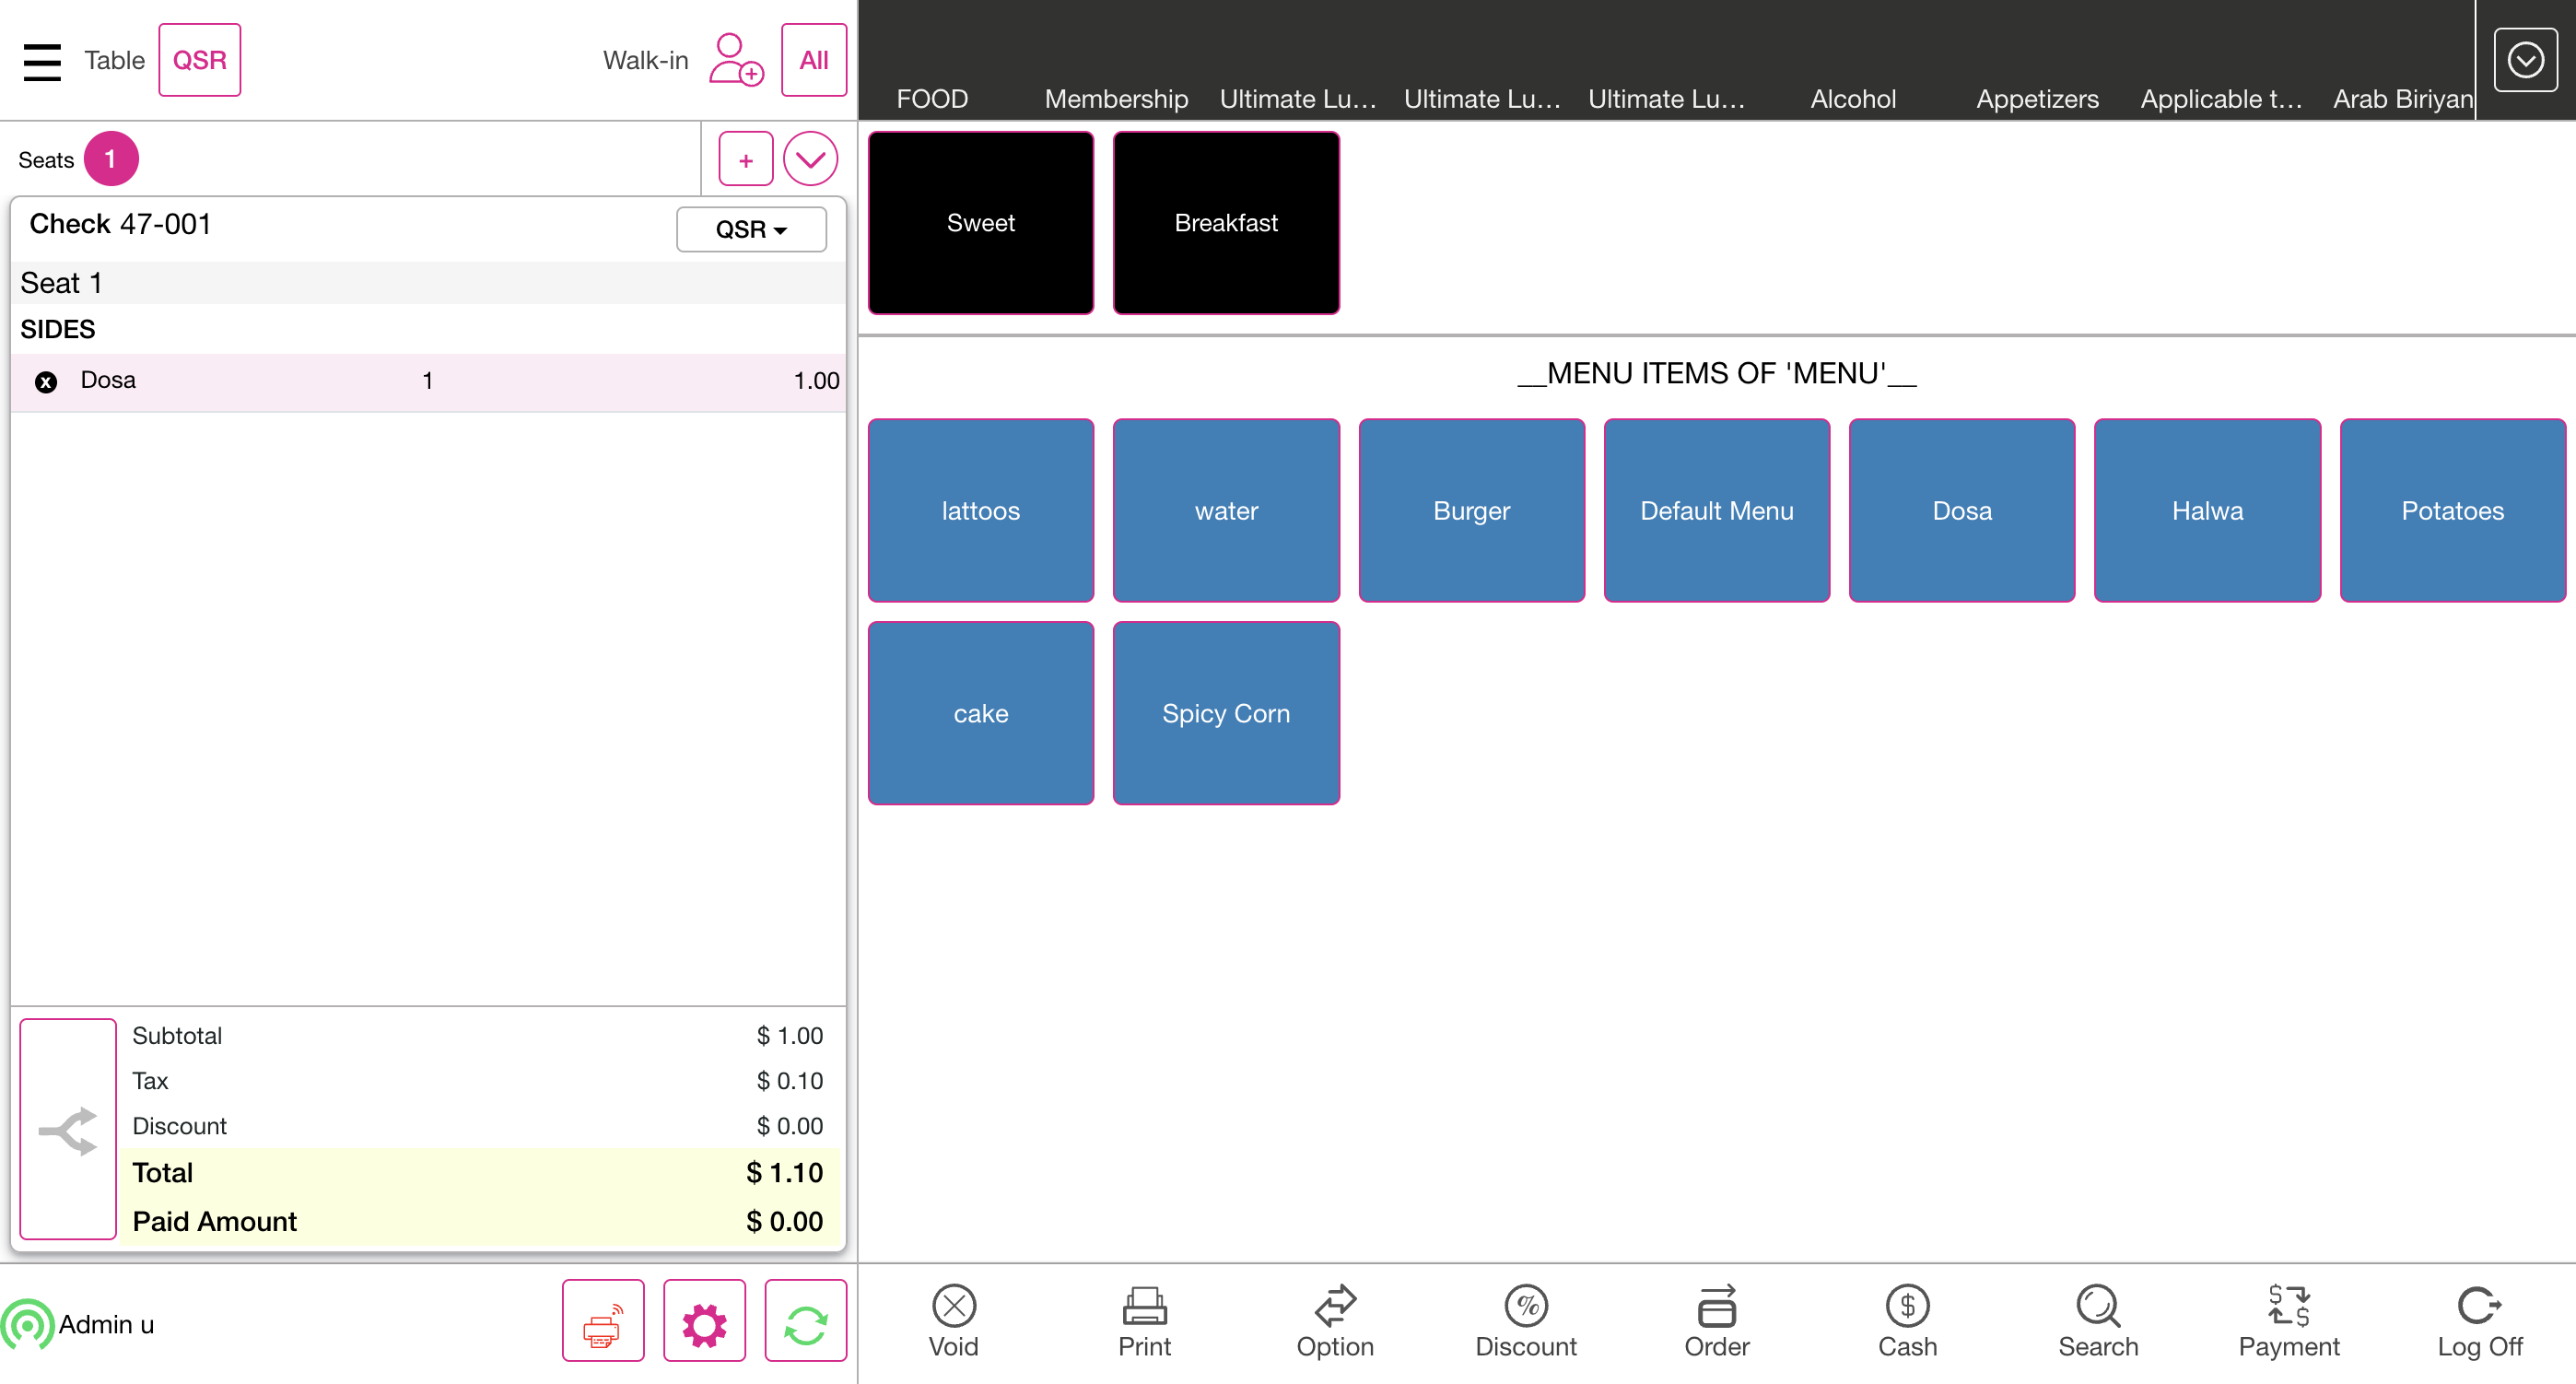 Table QSR Walk-in All
FOOD Membership Ultimate Lu... Ultimate Lu... Ultimate Lu... Alcohol Appetizers Applicable t... Arab Biriyan
Seats 1 +
Check 47-001 QSR
Seat 1
SIDES
x Dosa 1 1.00
Subtotal $ 1.00
Tax $ 0.10
Discount $ 0.00
Total $ 1.10
Paid Amount $ 0.00
Admin u
Sweet Breakfast
__MENU ITEMS OF 'MENU'__
lattoos water Burger Default Menu Dosa Halwa Potatoes
cake Spicy Corn
Void Print Option Discount Order Cash Search Payment Log Off